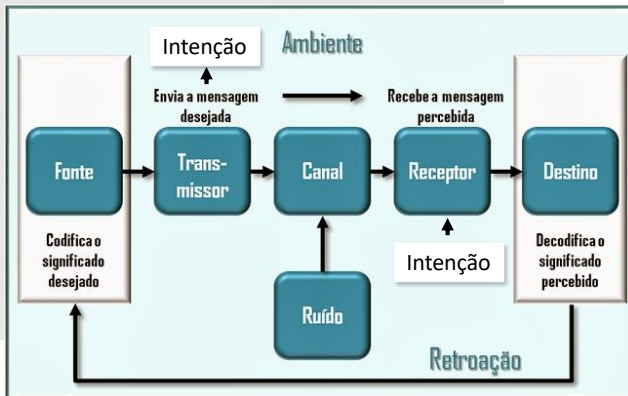 Intenção
Ambiente
Envia a mensagem
desejada
Recebe a mensagem
percebida
Fonte
Trans-
missor
Canal
Receptor
Destino
Codifica o
significado
desejado
Intenção
Decodifica o
significado
percebido
Ruído
Retroação